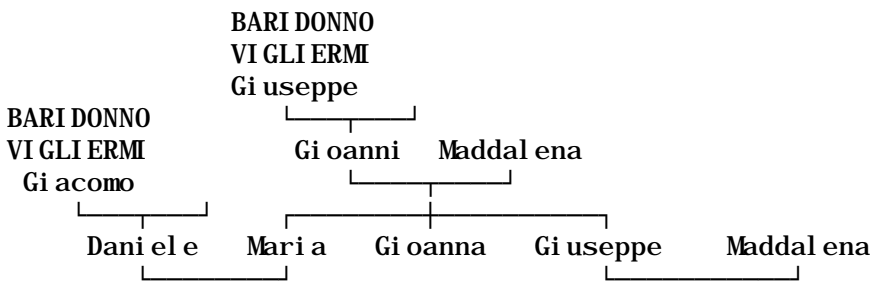 BARIDONNO
VIGLIERMI
Giuseppe
BARIDONNO
VIGLIERMI
Gioanni Maddalena
Giacomo
Daniele Maria Gioanna Giuseppe Maddalena